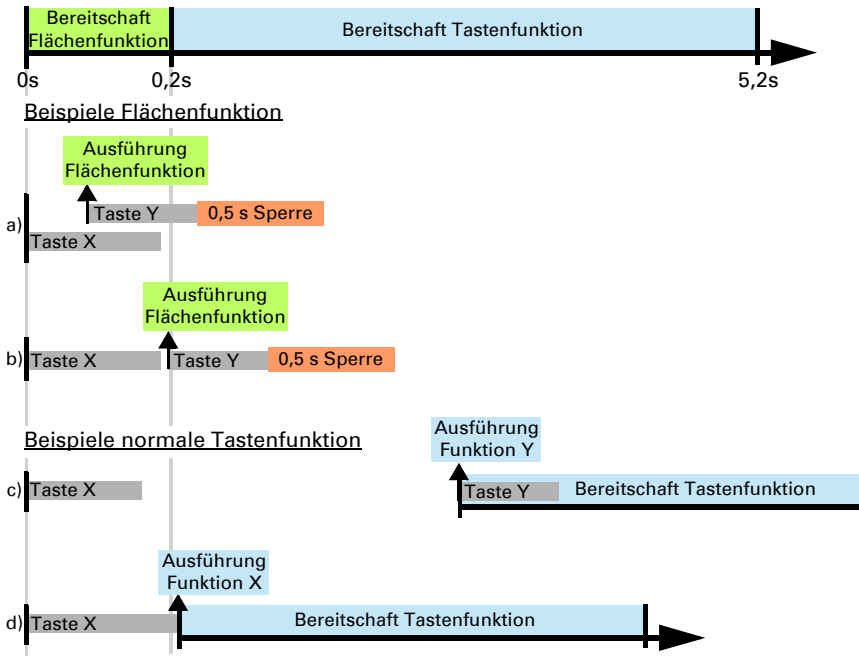 Bereitschaft
Flächenfunktion
Bereitschaft Tastenfunktion
0s
0,2s
5,2s
Beispiele Flächenfunktion
Ausführung
Flächenfunktion
a)
Taste Y
0,5 s Sperre
Taste X
Ausführung
Flächenfunktion
b)
Taste X
Taste Y
0,5 s Sperre
Beispiele normale Tastenfunktion
Ausführung
Funktion Y
c)
Taste X
Taste Y
Bereitschaft Tastenfunktion
Ausführung
Funktion X
d)
Taste X
Bereitschaft Tastenfunktion